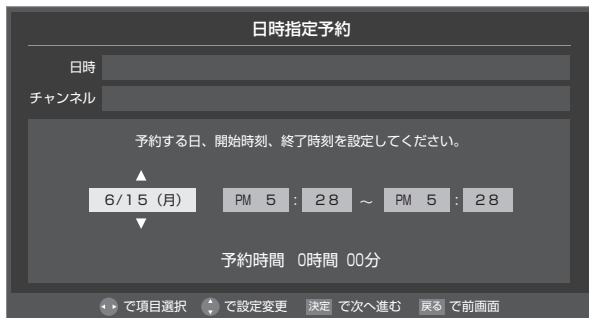 日時指定予約
日時
チャンネル
予約する日、開始時刻、終了時刻を設定してください。
▲
6/15（月） PM 5 : 28 ～ PM 5 : 28
▼
予約時間 0時間 00分
で項目選択 で設定変更 決定 で次へ進む 戻る で前画面